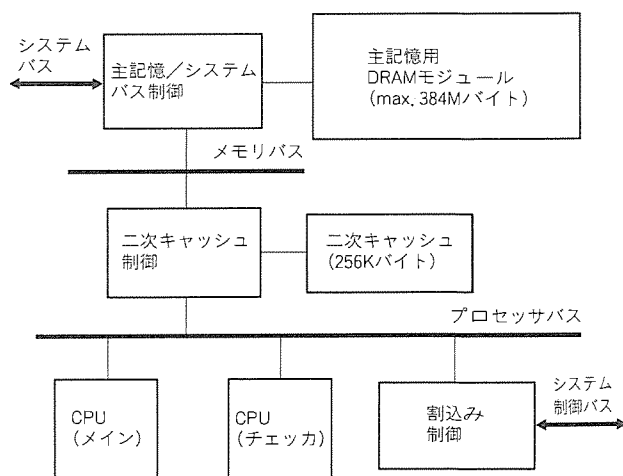 システム
バス
主記憶/システム
バス制御
主記憶用
DRAMモジュール
(max. 384Mバイト)
メモリバス
二次キャッシュ
制御
二次キャッシュ
(256Kバイト)
プロセッサバス
CPU
(メイン)
CPU
(チェッカ)
割込み
制御
システム
制御バス